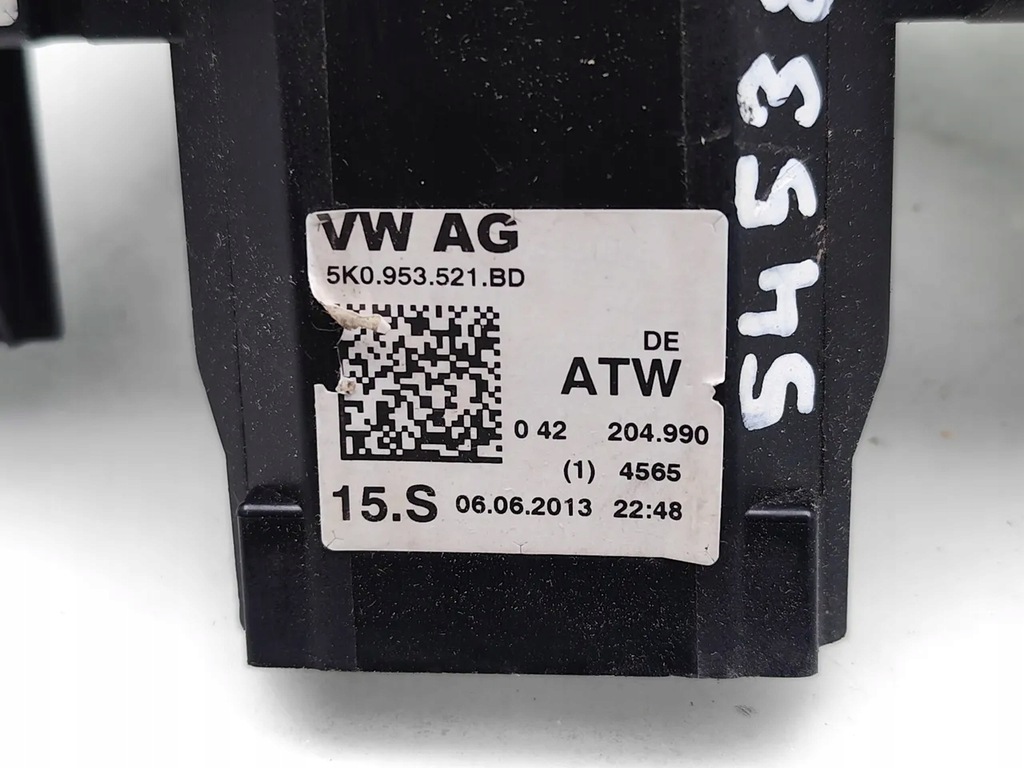 VW AG
5K0.953.521.BD
DE
ATW
0 42 204.990
(1) 4565
15.S 06.06.2013 22:48